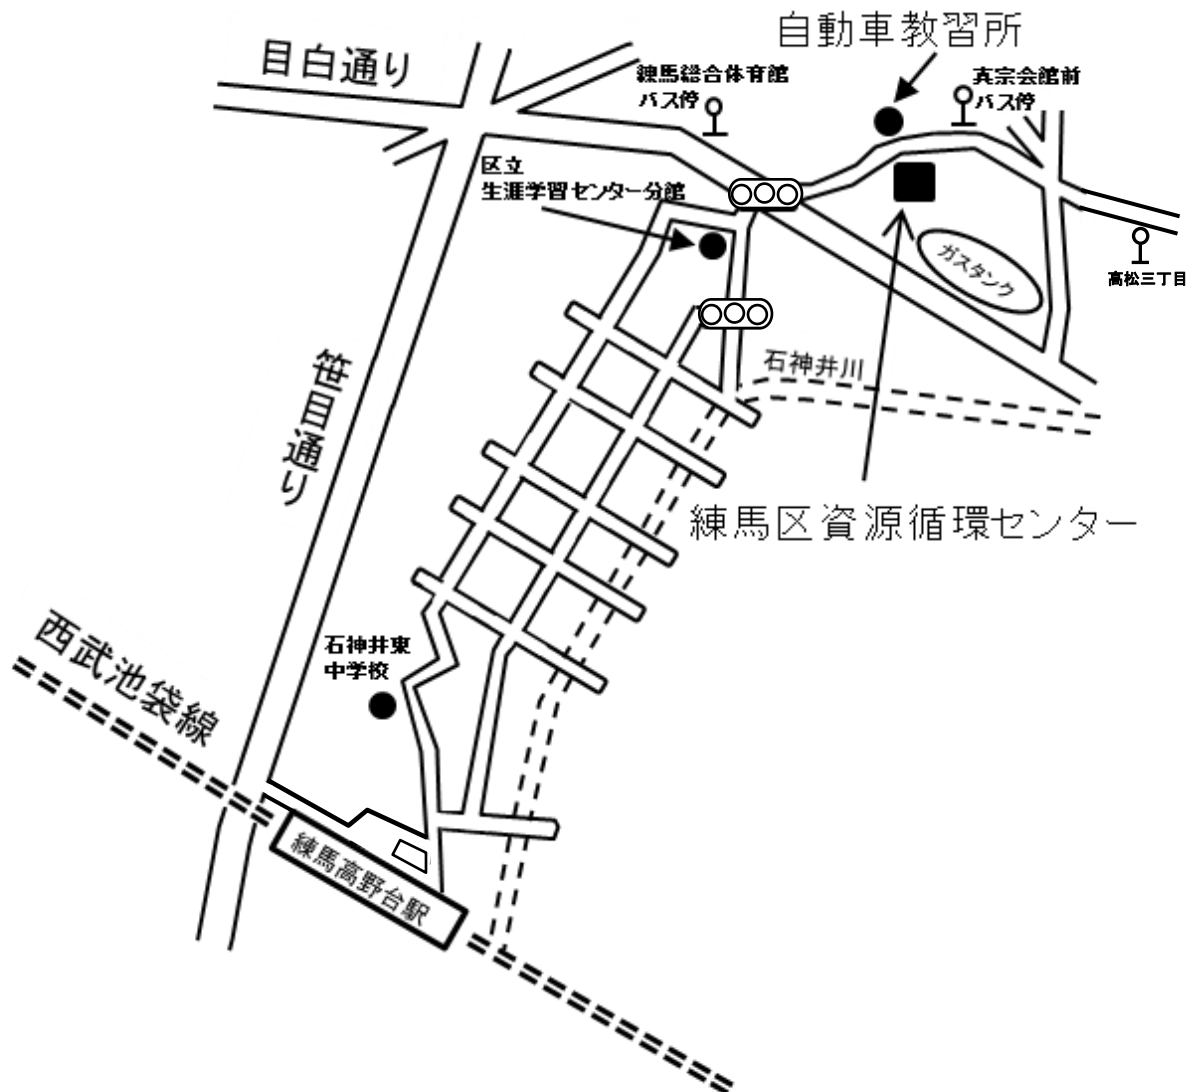 自動車教習所
目白通り
練馬総合体育館
バス停
真宗会館前
バス停
区立
生涯学習センター分館
ガスタンク
高松三丁目
石神井川
笹目通り
練馬区資源循環センター
西武池袋線
石神井東
中学校
練馬高野台駅